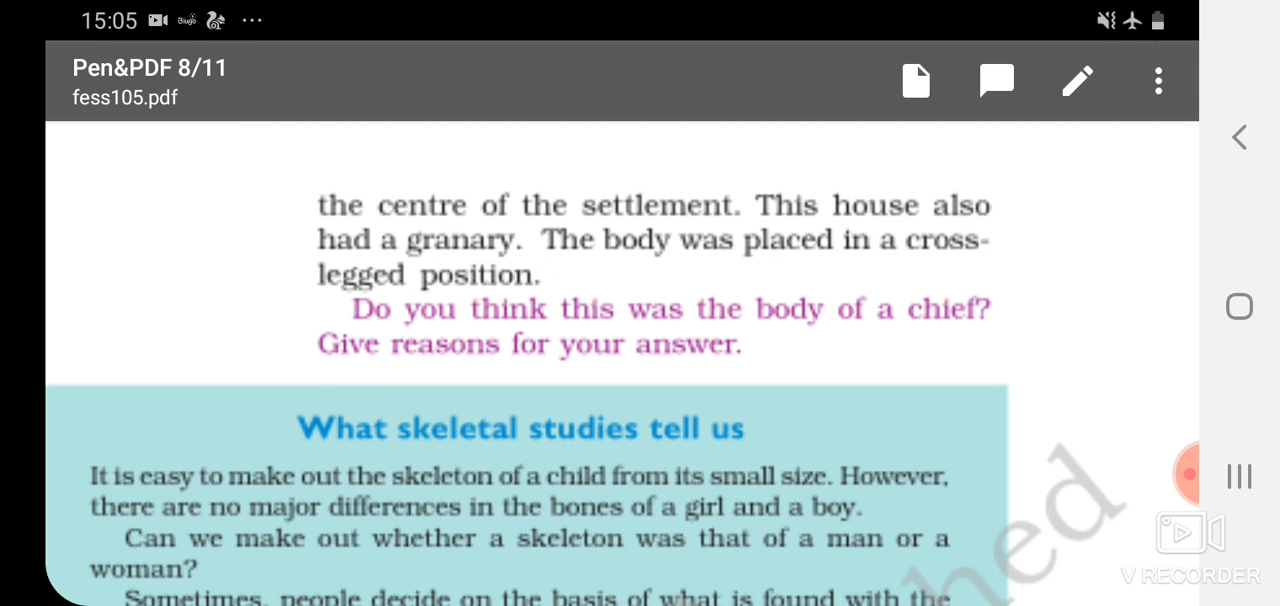 15:05 Biugo ...
Pen&PDF 8/11
fess105.pdf
the centre of the settlement. This house also
had a granary. The body was placed in a cross-
legged position.
Do you think this was the body of a chief?
Give reasons for your answer.
What skeletal studies tell us
It is easy to make out the skeleton of a child from its small size. However,
there are no major differences in the bones of a girl and a boy.
Can we make out whether a skeleton was that of a man or a
woman?
Sometimes, people decide on the basis of what is found with the
hed
V RECORDER